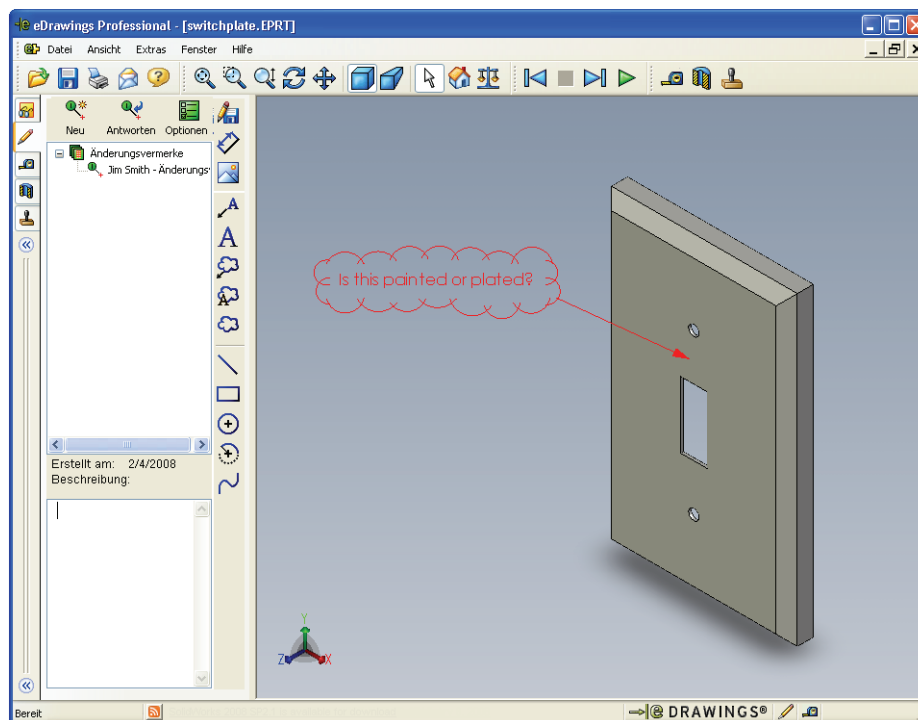 eDrawings Professional - [switchplate.EPRT]
Datei Ansicht Extras Fenster Hilfe
Neu Antworten Optionen
Änderungsvermerke
Jim Smith - Änderungs
Is this painted or plated?
Erstellt am: 2/4/2008
Beschreibung:
Y
Z X
Bereit
eDRAWINGS®